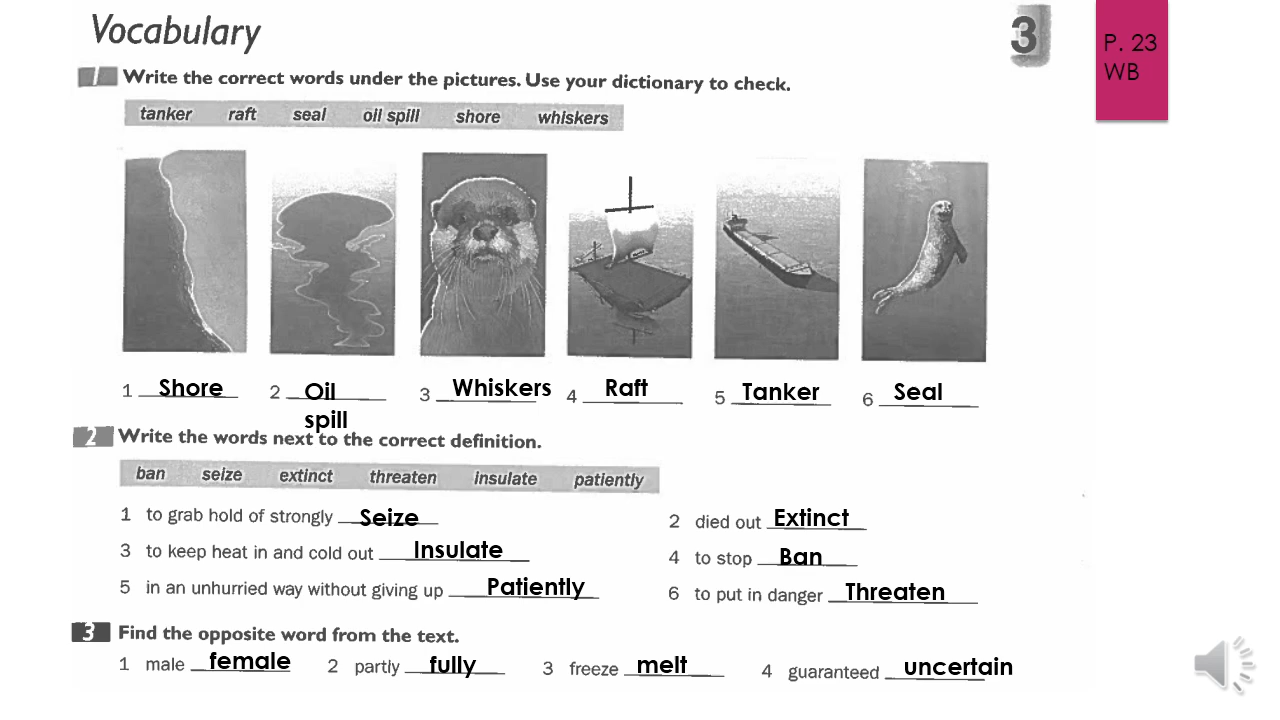 Vocabulary
3
P. 23
WB
1 Write the correct words under the pictures. Use your dictionary to check.
tanker raft seal oil spill shore whiskers
1 Shore 2 Oil spill 3 Whiskers 4 Raft 5 Tanker 6 Seal
2 Write the words next to the correct definition.
ban seize extinct threaten insulate patiently
1 to grab hold of strongly Seize 2 died out Extinct
3 to keep heat in and cold out Insulate 4 to stop Ban
5 in an unhurried way without giving up Patiently 6 to put in danger Threaten
3 Find the opposite word from the text.
1 male female 2 partly fully 3 freeze melt 4 guaranteed uncertain